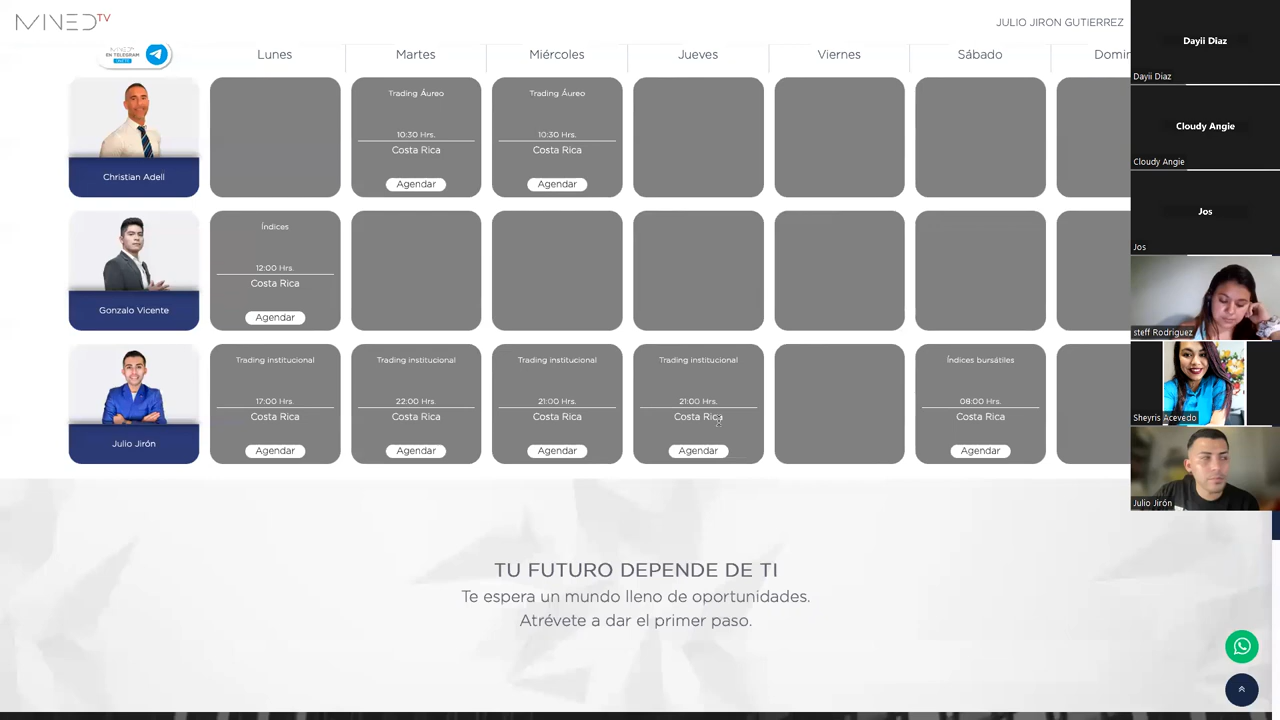 MINEDTV
JULIO JIRON GUTIERREZ
MINEDTV
EN TELEGRAM
ÚNETE
Lunes
Martes
Miércoles
Jueves
Viernes
Sábado
Domin
Christian Adell
Trading Áureo
10:30 Hrs.
Costa Rica
Agendar
Trading Áureo
10:30 Hrs.
Costa Rica
Agendar
Gonzalo Vicente
Índices
12:00 Hrs.
Costa Rica
Agendar
Julio Jirón
Trading institucional
17:00 Hrs.
Costa Rica
Agendar
Trading institucional
22:00 Hrs.
Costa Rica
Agendar
Trading institucional
21:00 Hrs.
Costa Rica
Agendar
Trading institucional
21:00 Hrs.
Costa Rica
Agendar
Índices bursátiles
08:00 Hrs.
Costa Rica
Agendar
TU FUTURO DEPENDE DE TI
Te espera un mundo lleno de oportunidades.
Atrévete a dar el primer paso.
Dayii Diaz
Dayii Diaz
Cloudy Angie
Cloudy Angie
Jos
Jos
steff Rodriguez
Sheyris Acevedo
Julio Jirón